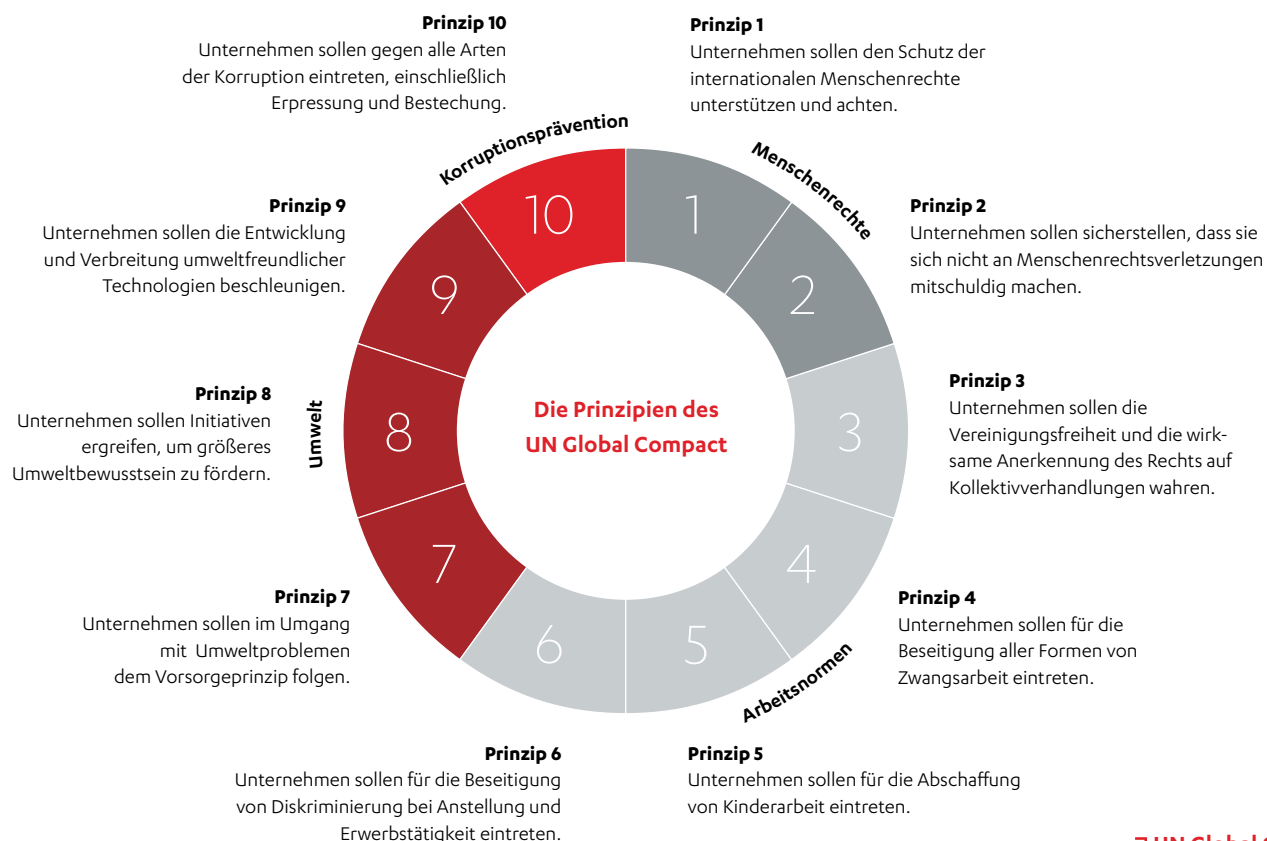 Prinzip 10
Unternehmen sollen gegen alle Arten
der Korruption eintreten, einschließlich
Erpressung und Bestechung.
Prinzip 1
Unternehmen sollen den Schutz der
internationalen Menschenrechte
unterstützen und achten.
Korruptionsprävention
Menschenrechte
Prinzip 9
Unternehmen sollen die Entwicklung
und Verbreitung umweltfreundlicher
Technologien beschleunigen.
10
1
Prinzip 2
Unternehmen sollen sicherstellen, dass sie
sich nicht an Menschenrechtsverletzungen
mitschuldig machen.
9
2
Prinzip 8
Unternehmen sollen Initiativen
ergreifen, um größeres
Umweltbewusstsein zu fördern.
Umwelt
8
Die Prinzipien des
UN Global Compact
3
Prinzip 3
Unternehmen sollen die
Vereinigungsfreiheit und die wirk-
same Anerkennung des Rechts auf
Kollektivverhandlungen wahren.
7
4
Prinzip 7
Unternehmen sollen im Umgang
mit Umweltproblemen
dem Vorsorgeprinzip folgen.
Prinzip 4
Unternehmen sollen für die
Beseitigung aller Formen von
Zwangsarbeit eintreten.
6
5
Arbeitsnormen
Prinzip 6
Unternehmen sollen für die Beseitigung
von Diskriminierung bei Anstellung und
Erwerbstätigkeit eintreten.
Prinzip 5
Unternehmen sollen für die Abschaffung
von Kinderarbeit eintreten.
UN Global